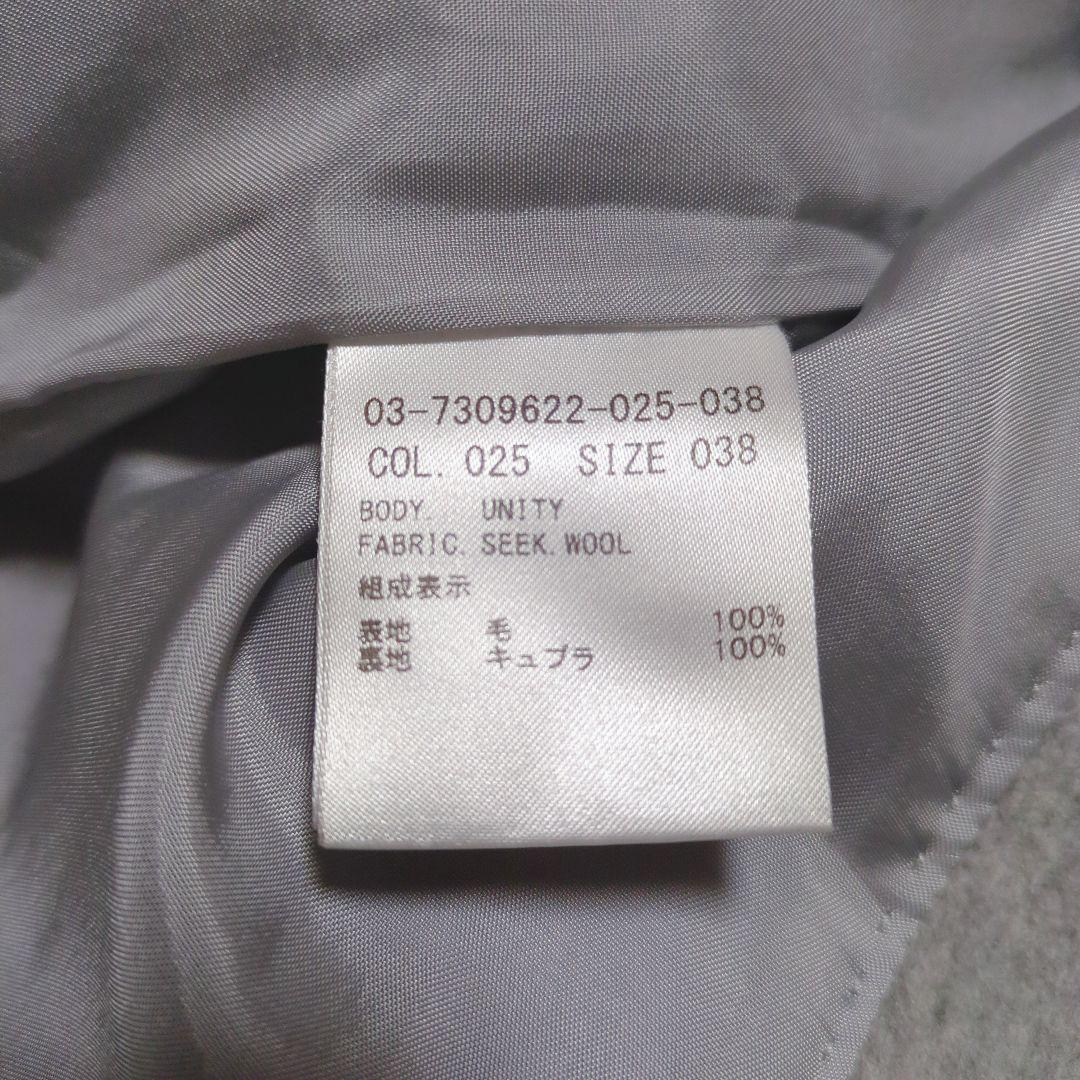 03-7309622-025-038
COL. 025 SIZE 038
BODY. UNITY
FABRIC. SEEK.WOOL
組成表示
表地 毛 100%
裏地 キュプラ 100%